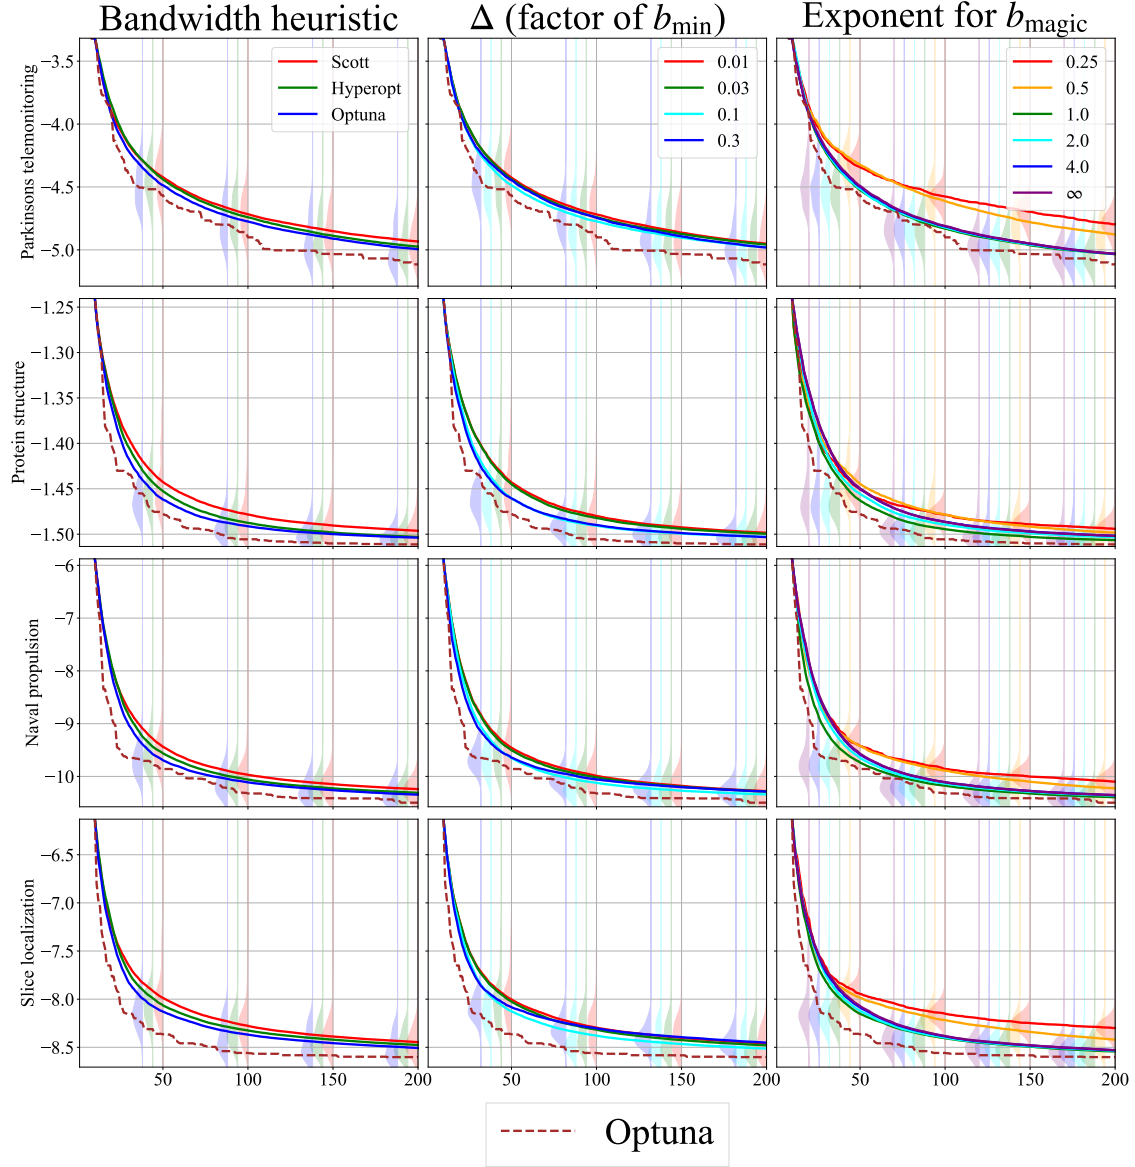 Bandwidth heuristic
Δ (factor of b_min)
Exponent for b_magic
Parkinsons telemonitoring
−3.5
−4.0
−4.5
−5.0
Scott
Hyperopt
Optuna
0.01
0.03
0.1
0.3
0.25
0.5
1.0
2.0
4.0
∞
Protein structure
−1.25
−1.30
−1.35
−1.40
−1.45
−1.50
Naval propulsion
−6
−7
−8
−9
−10
Slice localization
−6.5
−7.0
−7.5
−8.0
−8.5
50 100 150 200
50 100 150 200
50 100 150 200
Optuna